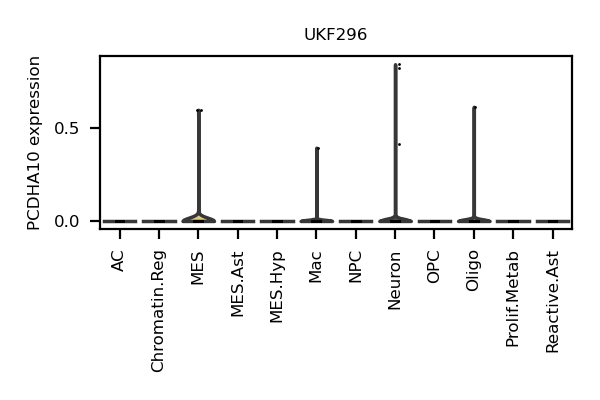 UKF296
PCDHA10 expression
0.5
0.0
AC
Chromatin.Reg
MES
MES.Ast
MES.Hyp
Mac
NPC
Neuron
OPC
Oligo
Prolif.Metab
Reactive.Ast